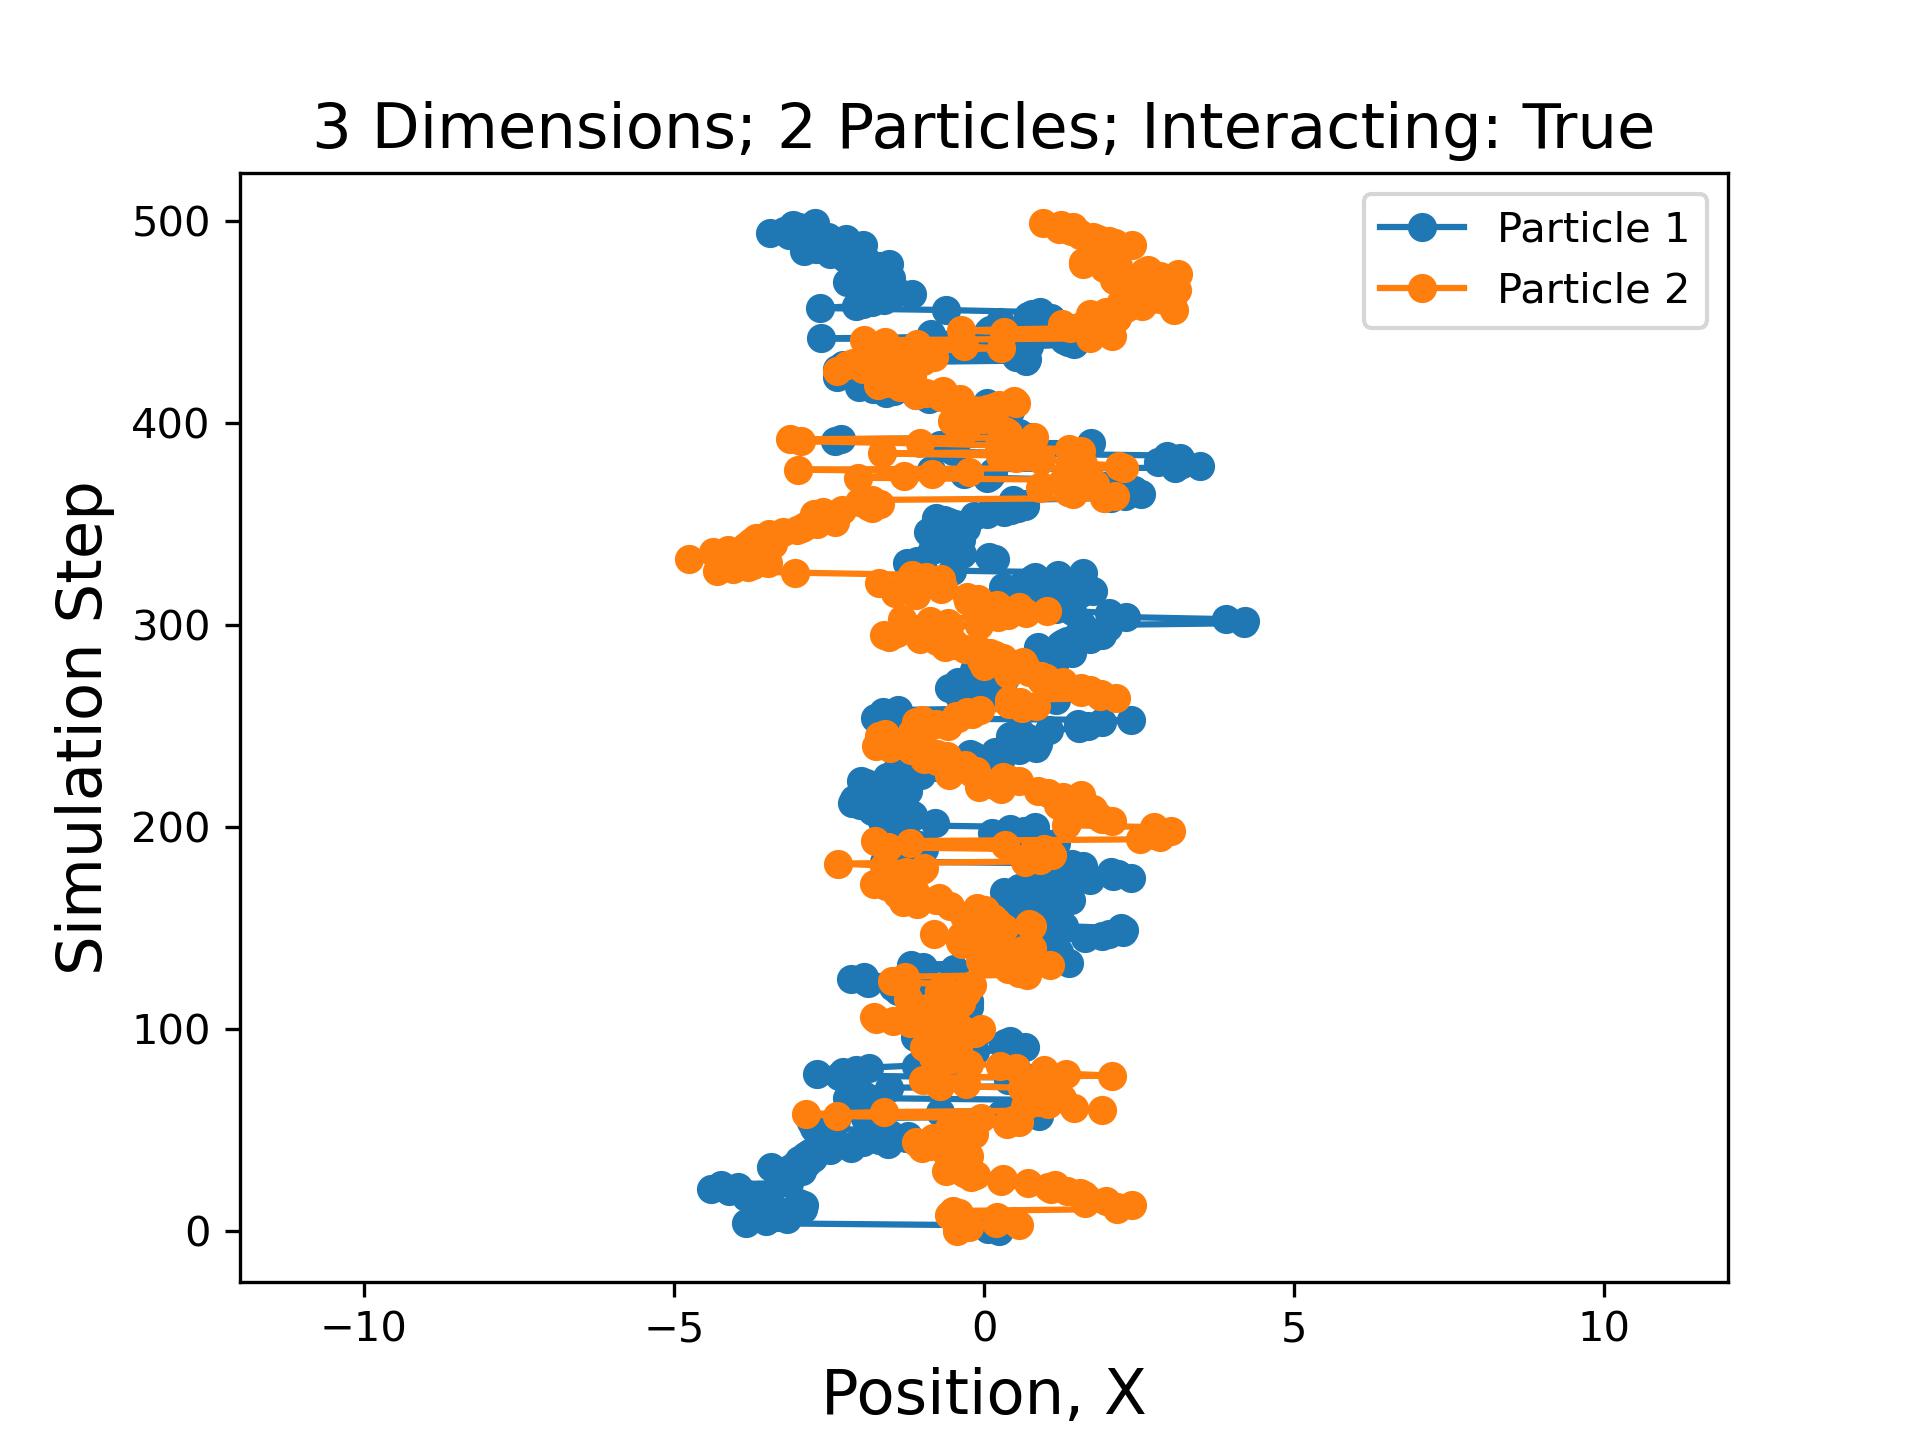 3 Dimensions; 2 Particles; Interacting: True
Particle 1
Particle 2
Simulation Step
500
400
300
200
100
0
−10
−5
0
5
10
Position, X